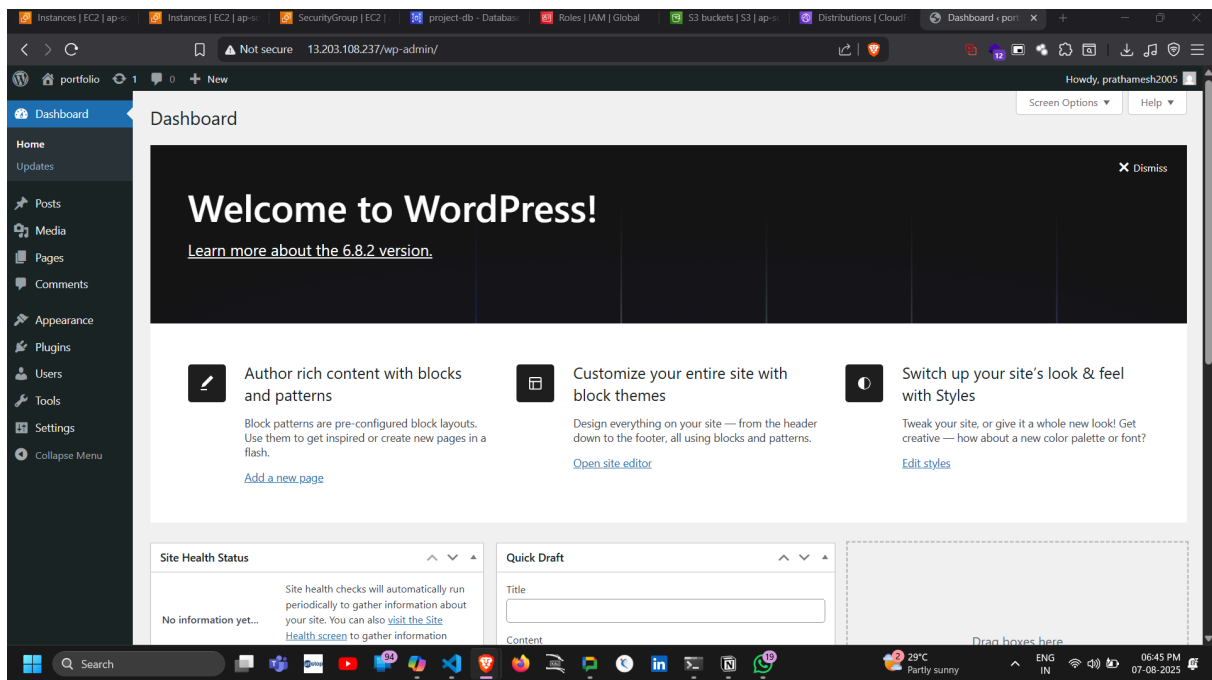 Instances | EC2 | ap-so
Instances | EC2 | ap-so
SecurityGroup | EC2 |
project-db - Database
Roles | IAM | Global
S3 buckets | S3 | ap-s
Distributions | CloudF
Dashboard ‹ port
Not secure 13.203.108.237/wp-admin/
12
portfolio 1 0 New
Howdy, prathamesh2005
Screen Options ▼
Help ▼
Dashboard
Home
Updates
Posts
Media
Pages
Comments
Appearance
Plugins
Users
Tools
Settings
Collapse Menu
Dashboard
Dismiss
Welcome to WordPress!
Learn more about the 6.8.2 version.
Author rich content with blocks
and patterns
Block patterns are pre-configured block layouts.
Use them to get inspired or create new pages in a
flash.
Add a new page
Customize your entire site with
block themes
Design everything on your site — from the header
down to the footer, all using blocks and patterns.
Open site editor
Switch up your site’s look & feel
with Styles
Tweak your site, or give it a whole new look! Get
creative — how about a new color palette or font?
Edit styles
Site Health Status
No information yet...
Site health checks will automatically run
periodically to gather information about
your site. You can also visit the Site
Health screen to gather information
Quick Draft
Title
Content
Drag boxes here
Search
94
19
2
29°C
Partly sunny
ENG
IN
06:45 PM
07-08-2025